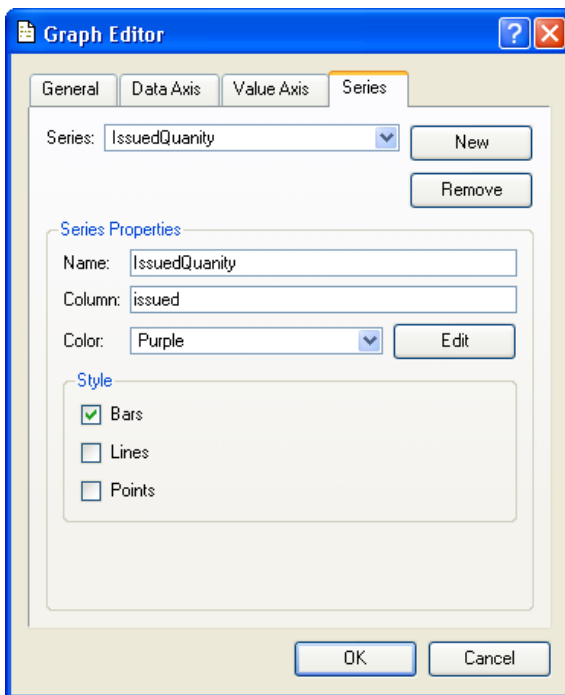 Graph Editor ?
General Data Axis Value Axis Series
Series: IssuedQuanity New
Remove
Series Properties
Name: IssuedQuanity
Column: issued
Color: Purple Edit
Style
Bars
Lines
Points
OK Cancel